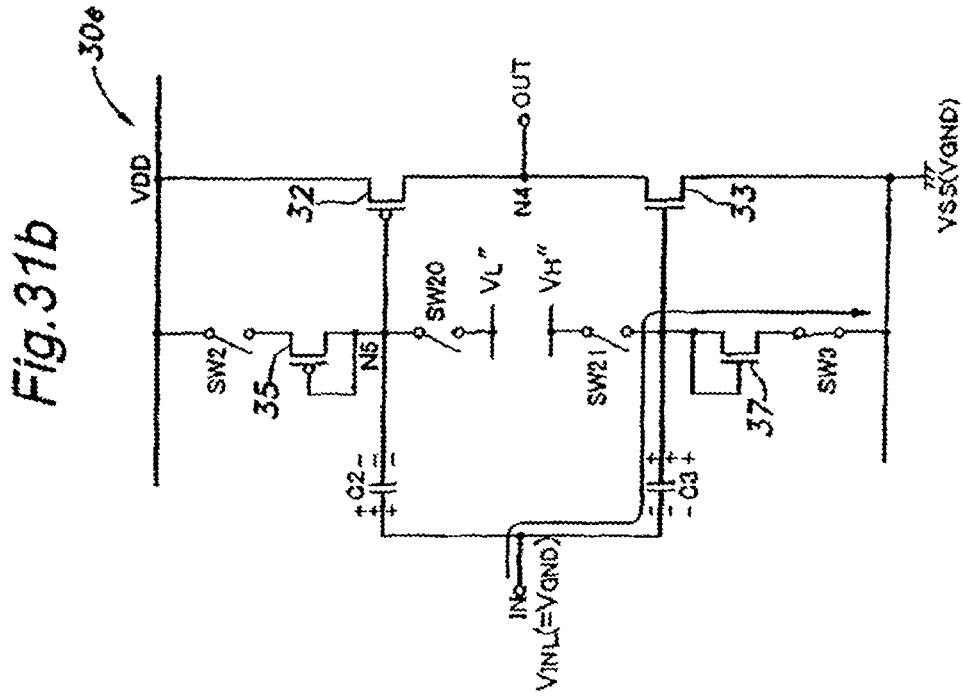 Fig.31b
30e
VDD
SW2
35
32
N5
C2
+ + +
- - -
SW20
VL"
N4
OUT
IN
VINL(=VGND)
VH"
SW21
C3
- - -
+ + +
33
37
SW3
VSS(VGND)